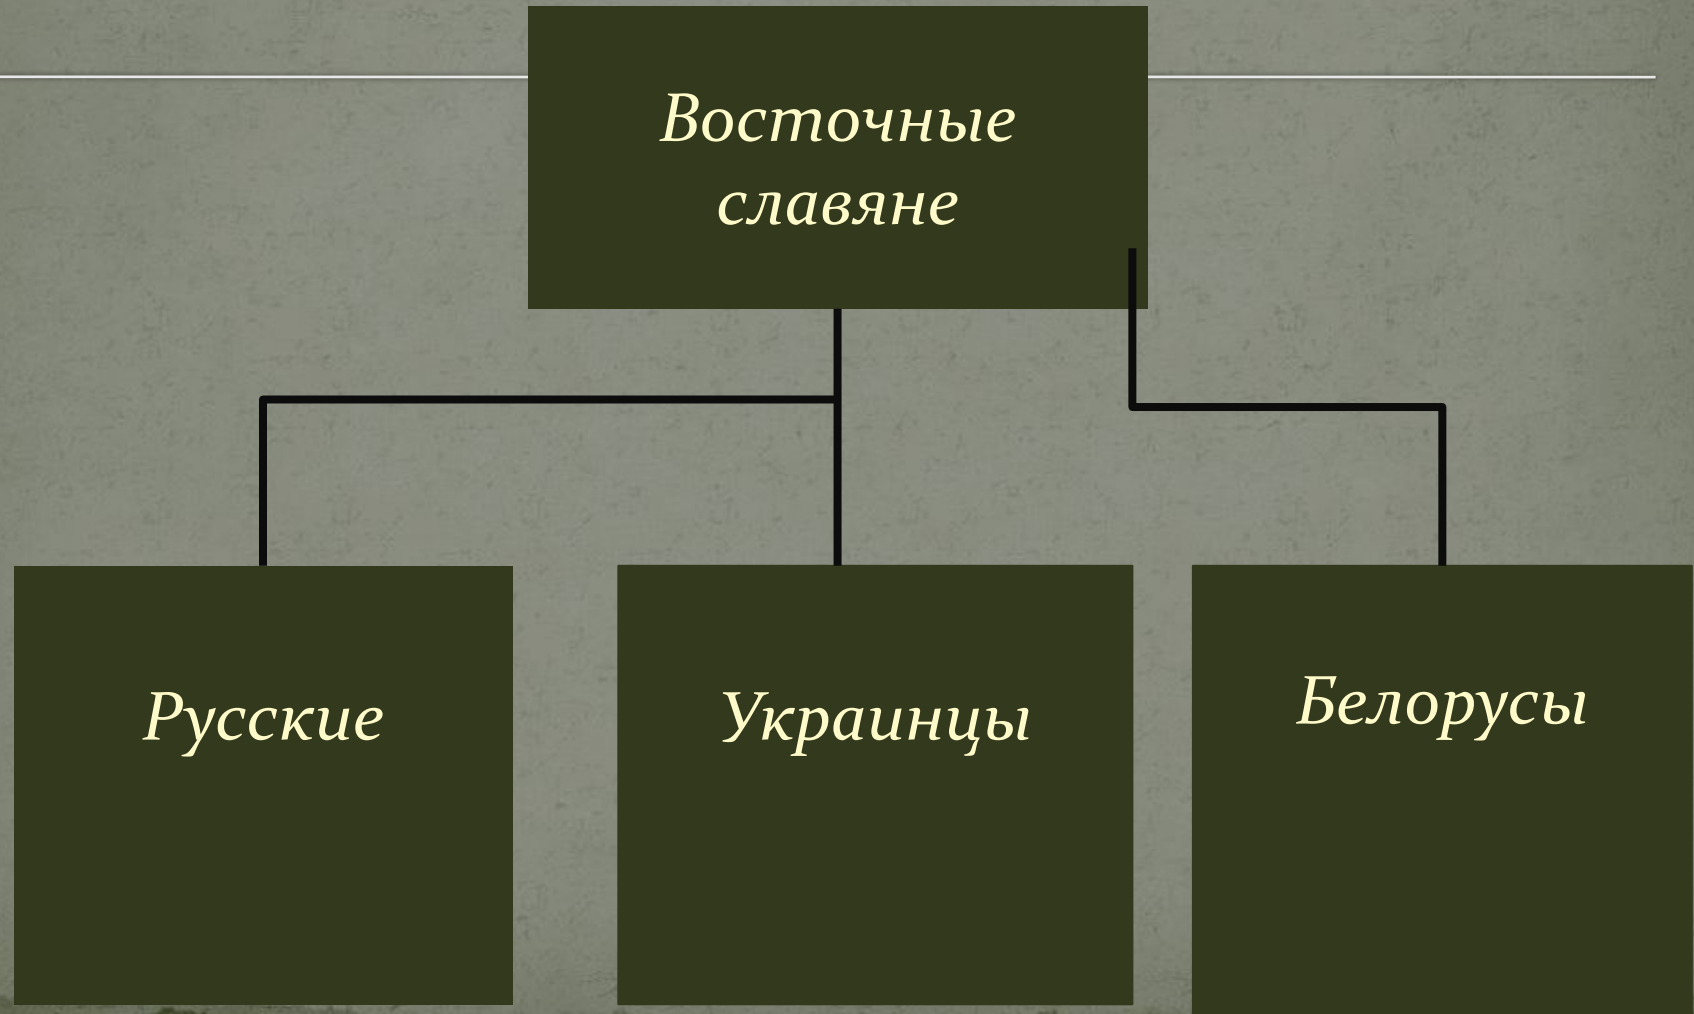 Восточные
славяне
Русские
Украинцы
Белорусы